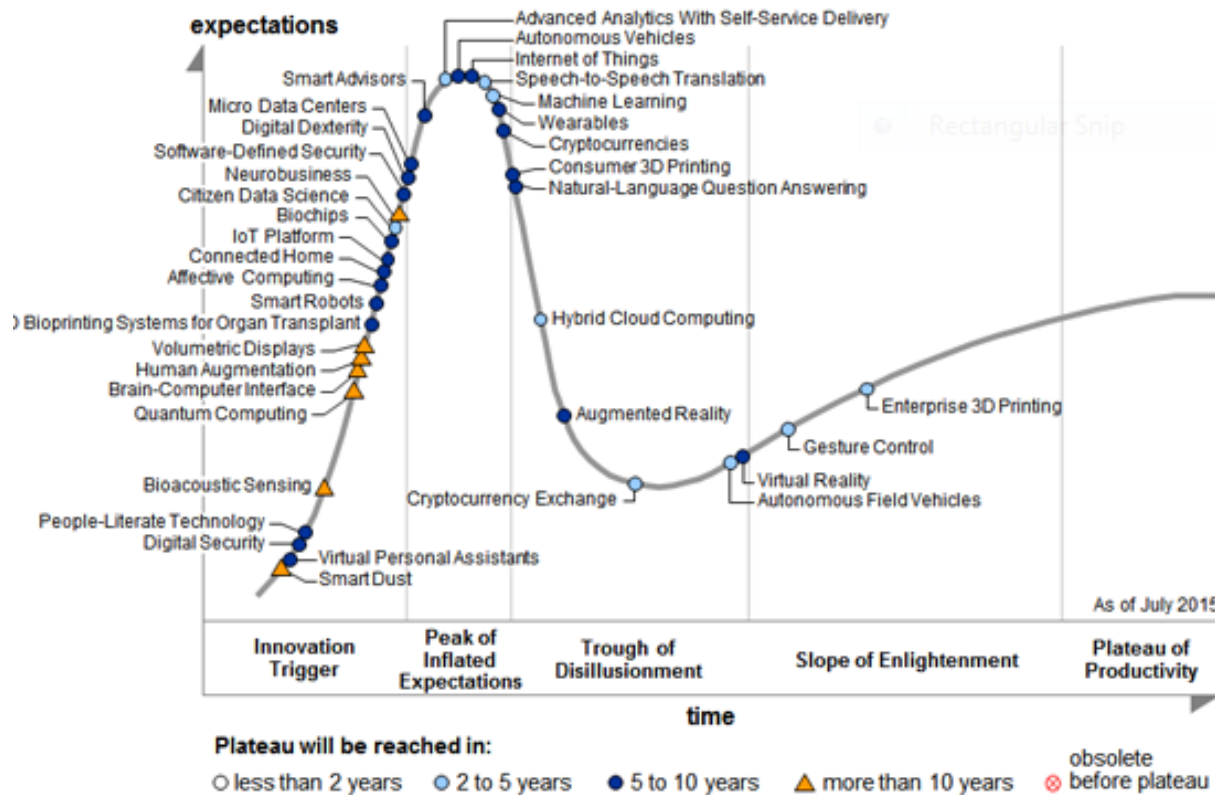 expectations
Advanced Analytics With Self-Service Delivery
Autonomous Vehicles
Internet of Things
Speech-to-Speech Translation
Machine Learning
Wearables
Cryptocurrencies
Consumer 3D Printing
Natural-Language Question Answering
Smart Advisors
Micro Data Centers
Digital Dexterity
Software-Defined Security
Neurobusiness
Citizen Data Science
Biochips
IoT Platform
Connected Home
Affective Computing
Smart Robots
D Bioprinting Systems for Organ Transplant
Volumetric Displays
Human Augmentation
Brain-Computer Interface
Quantum Computing
Bioacoustic Sensing
People-Literate Technology
Digital Security
Virtual Personal Assistants
Smart Dust
Rectangular Snip
Hybrid Cloud Computing
Augmented Reality
Cryptocurrency Exchange
Enterprise 3D Printing
Gesture Control
Virtual Reality
Autonomous Field Vehicles
As of July 2015
Innovation
Trigger
Peak of
Inflated
Expectations
Trough of
Disillusionment
Slope of Enlightenment
Plateau of
Productivity
time
Plateau will be reached in:
less than 2 years
2 to 5 years
5 to 10 years
more than 10 years
obsolete
before plateau